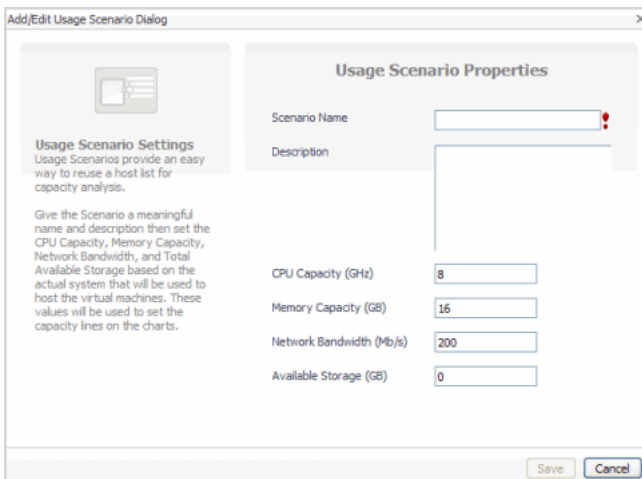 Add/Edit Usage Scenario Dialog
Usage Scenario Settings
Usage Scenarios provide an easy
way to reuse a host list for
capacity analysis.
Give the Scenario a meaningful
name and description then set the
CPU Capacity, Memory Capacity,
Network Bandwidth, and Total
Available Storage based on the
actual system that will be used to
host the virtual machines. These
values will be used to set the
capacity lines on the charts.
Usage Scenario Properties
Scenario Name
Description
CPU Capacity (GHz) 8
Memory Capacity (GB) 16
Network Bandwidth (Mb/s) 200
Available Storage (GB) 0
Save Cancel